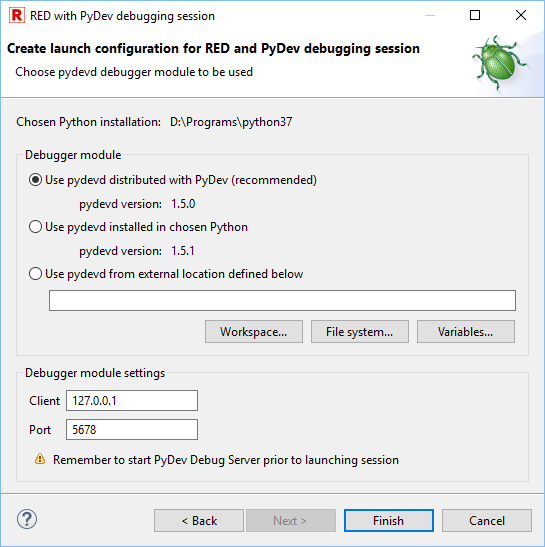 R RED with PyDev debugging session
Create launch configuration for RED and PyDev debugging session
Choose pydevd debugger module to be used
Chosen Python installation: D:\Programs\python37
Debugger module
Use pydevd distributed with PyDev (recommended)
pydevd version: 1.5.0
Use pydevd installed in chosen Python
pydevd version: 1.5.1
Use pydevd from external location defined below
Workspace... File system... Variables...
Debugger module settings
Client 127.0.0.1
Port 5678
Remember to start PyDev Debug Server prior to launching session
? < Back Next > Finish Cancel